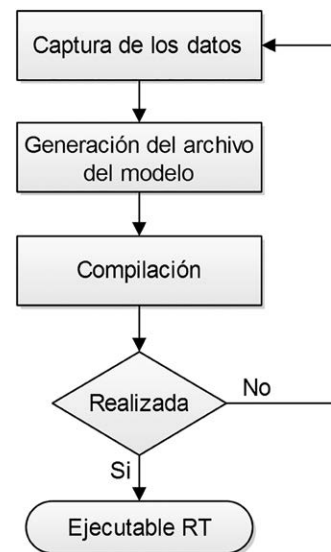 Captura de los datos
Generación del archivo
del modelo
Compilación
Realizada
No
Si
Ejecutable RT